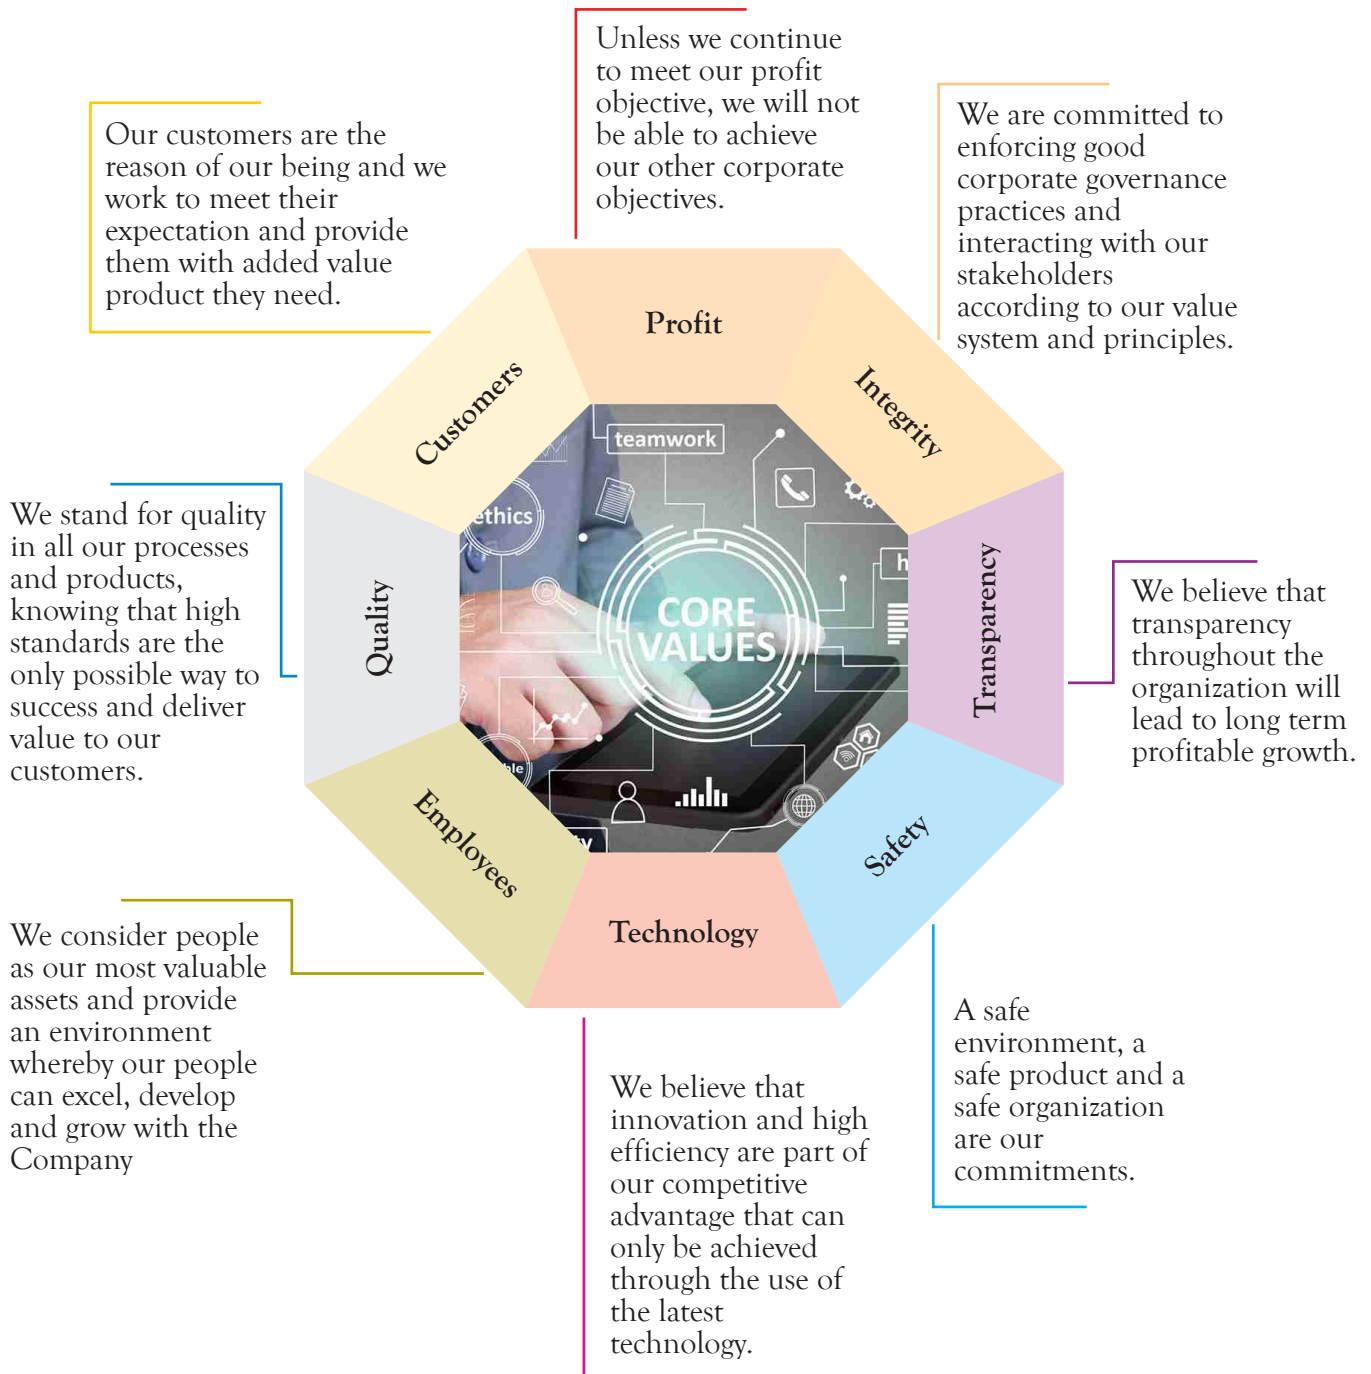 Unless we continue
to meet our profit
objective, we will not
be able to achieve
our other corporate
objectives.
We are committed to
enforcing good
corporate governance
practices and
interacting with our
stakeholders
according to our value
system and principles.
Our customers are the
reason of our being and we
work to meet their
expectation and provide
them with added value
product they need.
Profit
Integrity
Customers
teamwork
ethics
CORE
VALUES
Quality
Transparency
We stand for quality
in all our processes
and products,
knowing that high
standards are the
only possible way to
success and deliver
value to our
customers.
We believe that
transparency
throughout the
organization will
lead to long term
profitable growth.
Employees
Safety
Technology
We consider people
as our most valuable
assets and provide
an environment
whereby our people
can excel, develop
and grow with the
Company
A safe
environment, a
safe product and a
safe organization
are our
commitments.
We believe that
innovation and high
efficiency are part of
our competitive
advantage that can
only be achieved
through the use of
the latest
technology.